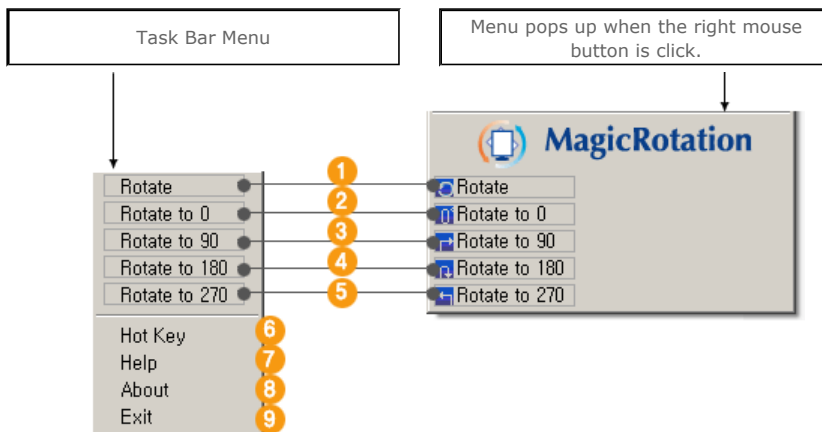 Task Bar Menu
Menu pops up when the right mouse
button is click.
MagicRotation
Rotate
1
Rotate
Rotate to 0
2
Rotate to 0
Rotate to 90
3
Rotate to 90
Rotate to 180
4
Rotate to 180
Rotate to 270
5
Rotate to 270
Hot Key
6
Help
7
About
8
Exit
9